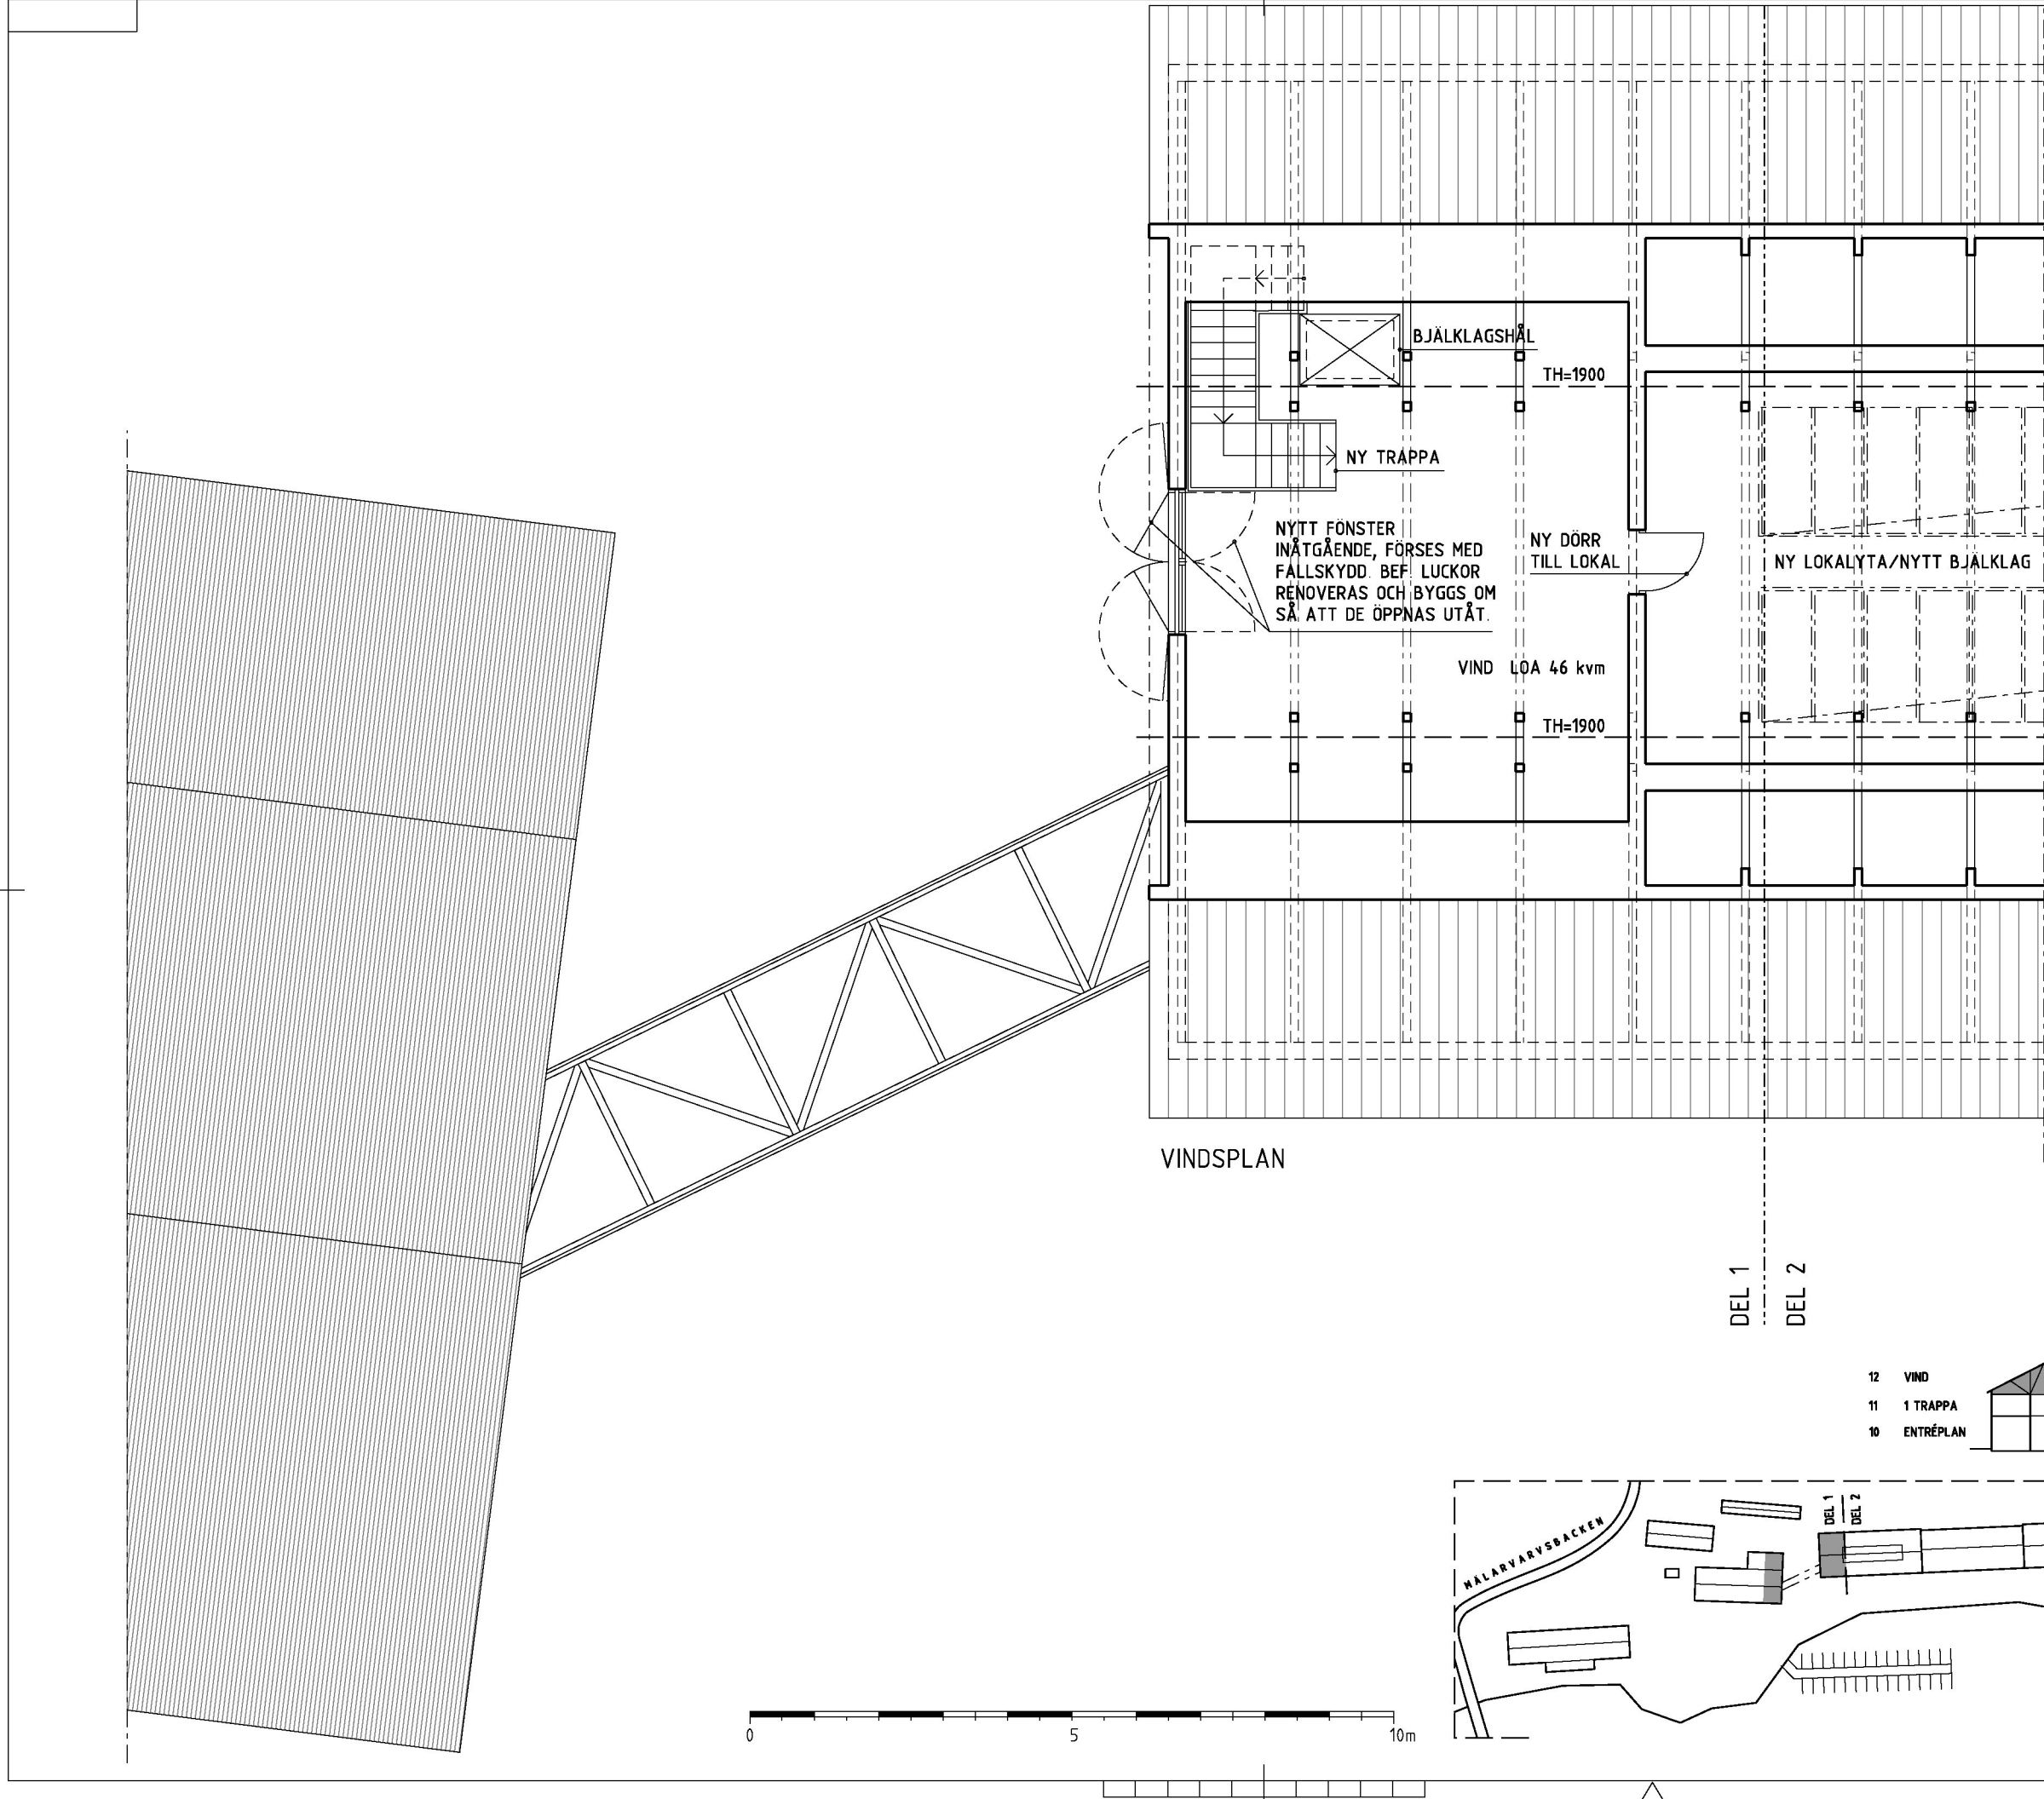 BJÄLKLAGSHÅL
TH=1900
NY TRAPPA
NYTT FÖNSTER
INÅTGÅENDE, FÖRSES MED
FALLSKYDD. BEF. LUCKOR
RENOVERAS OCH BYGGS OM
SÅ ATT DE ÖPPNAS UTÅT.
NY DÖRR
TILL LOKAL
NY LOKALYTA/NYTT BJÄLKLAG
VIND LOA 46 kvm
TH=1900
VINDSPLAN
DEL 1
DEL 2
12 VIND
11 1 TRAPPA
10 ENTRÉPLAN
MÄLARVARVSBACKEN
DEL 1
DEL 2
0 5 10m